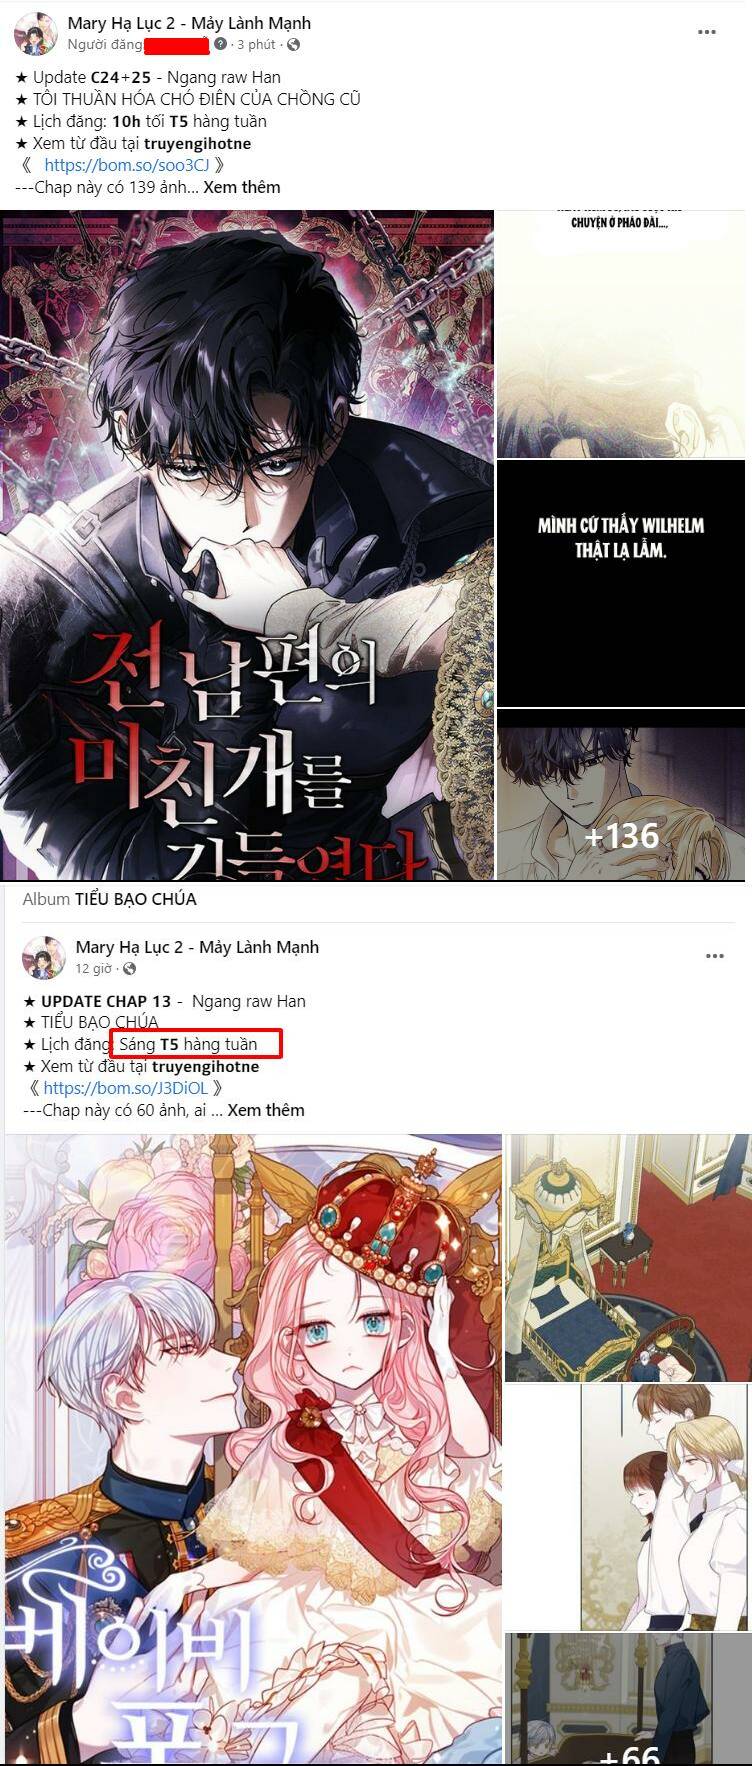 Mary Hạ Lục 2 - Mảy Lành Mạnh
Người đăng
· 3 phút ·
★ Update C24+25 - Ngang raw Han
★ TÔI THUẦN HÓA CHÓ ĐIÊN CỦA CHỒNG CŨ
★ Lịch đăng: 10h tối T5 hàng tuần
★ Xem từ đầu tại truyengihotne
《 https://bom.so/soo3CJ 》
---Chap này có 139 ảnh... Xem thêm
CHUYỆN Ở PHÁO ĐÀI...,
MÌNH CỨ THẤY WILHELM
THẬT LẠ LẪM.
전남편의
미친개를
길들였다
+136
Album TIỂU BẠO CHÚA
Mary Hạ Lục 2 - Mảy Lành Mạnh
12 giờ ·
★ UPDATE CHAP 13 - Ngang raw Han
★ TIỂU BẠO CHÚA
★ Lịch đăng: Sáng T5 hàng tuần
★ Xem từ đầu tại truyengihotne
《 https://bom.so/J3DiOL 》
---Chap này có 60 ảnh, ai ... Xem thêm
베이비
+66